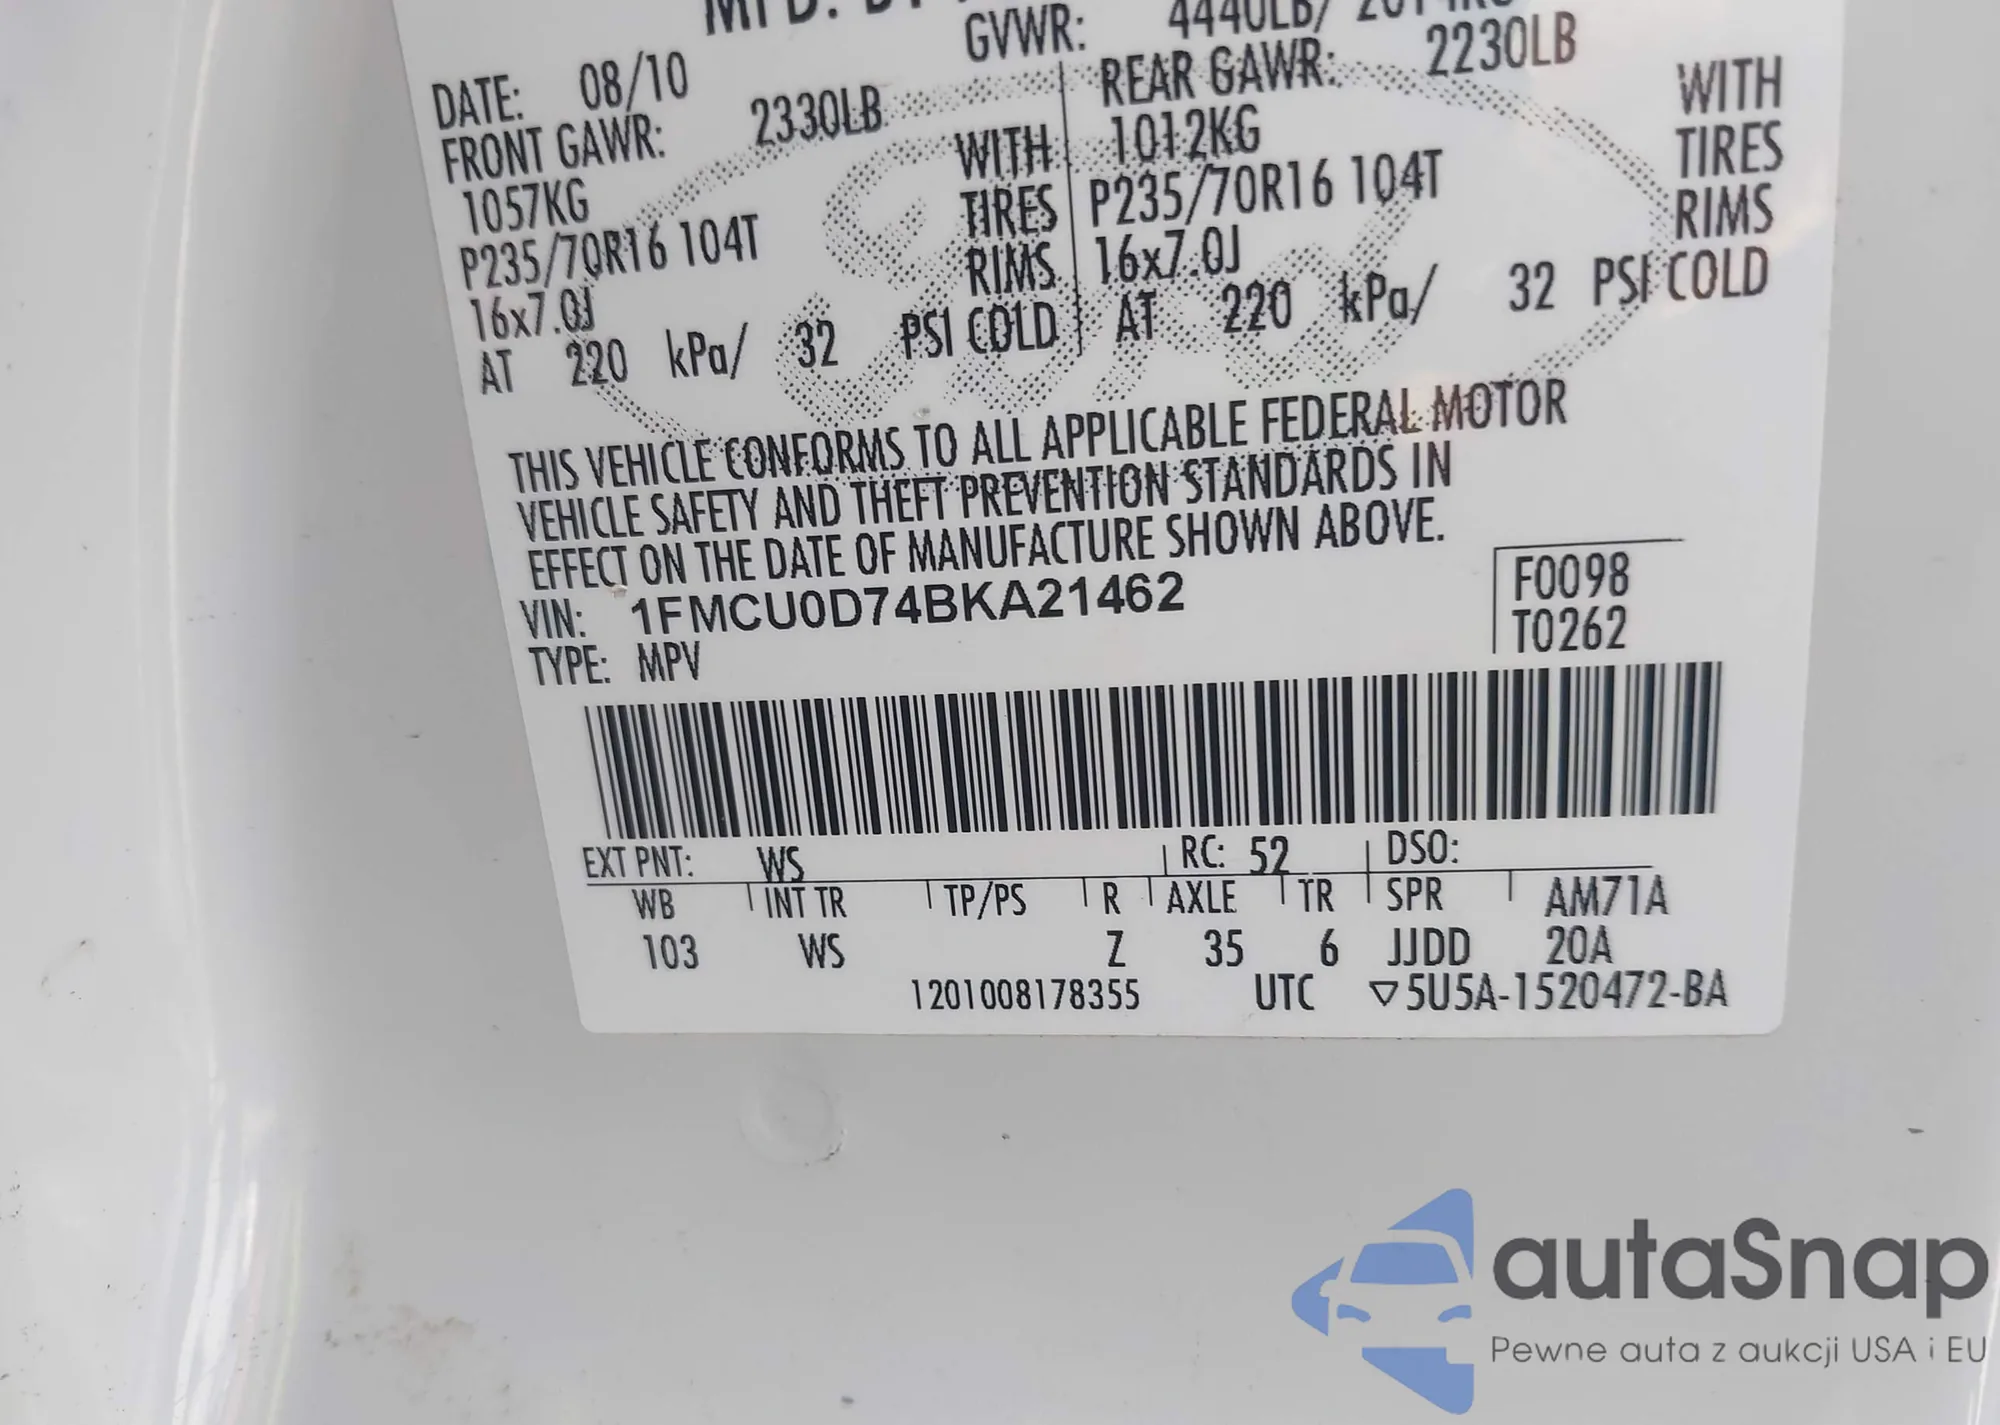 GVWR: 4440LB/
DATE: 08/10
FRONT GAWR: 2330LB
1057KG WITH
P235/70R16 104T TIRES
16x7.0J RIMS
AT 220 kPa/ 32 PSI COLD
REAR GAWR: 2230LB
1012KG WITH
P235/70R16 104T TIRES
16x7.0J RIMS
AT 220 kPa/ 32 PSI COLD
THIS VEHICLE CONFORMS TO ALL APPLICABLE FEDERAL MOTOR
VEHICLE SAFETY AND THEFT PREVENTION STANDARDS IN
EFFECT ON THE DATE OF MANUFACTURE SHOWN ABOVE.
VIN: 1FMCU0D74BKA21462
TYPE: MPV
F0098
T0262
EXT PNT: WS RC: 52 DSO:
WB INT TR TP/PS R AXLE TR SPR AM71A
103 WS Z 35 6 JJDD 20A
1201008178355 UTC ▽5U5A-1520472-BA
autaSnap
Pewne auta z aukcji USA i EU